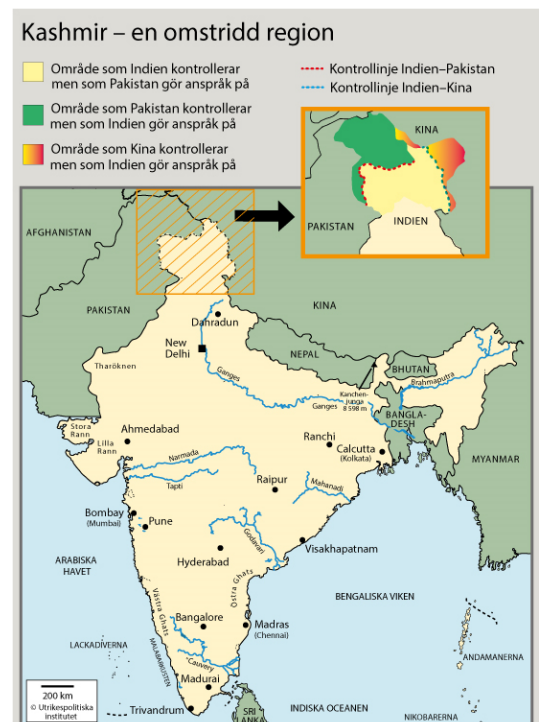 Kashmir – en omstridd region
Område som Indien kontrollerar
men som Pakistan gör anspråk på
Område som Pakistan kontrollerar
men som Indien gör anspråk på
Område som Kina kontrollerar
men som Indien gör anspråk på
Kontrollinje Indien–Pakistan
Kontrollinje Indien–Kina
KINA
PAKISTAN
INDIEN
AFGHANISTAN
PAKISTAN
KINA
Dahradun
New
Delhi
NEPAL
BHUTAN
Tharöknen
Ganges
Kanchen-
junga
8 598 m
Brahmaputra
Ganges
BANGLA-
DESH
Stora
Rann
Lilla
Rann
Ahmedabad
Ranchi
Calcutta
(Kolkata)
MYANMAR
Narmada
Tapti
Raipur
Mahanadi
Bombay
(Mumbai)
Pune
Godavari
Visakhapatnam
ARABISKA
HAVET
Hyderabad
BENGALISKA VIKEN
Västra Ghats
Östra Ghats
Bangalore
Madras
(Chennai)
LACKADIVERNA
MALABARKUSTEN
Cauvery
ANDAMANERNA
Madurai
200 km
© Utrikespolitiska
institutet
Trivandrum
SRI
LANKA
INDISKA OCEANEN
NIKOBARERNA